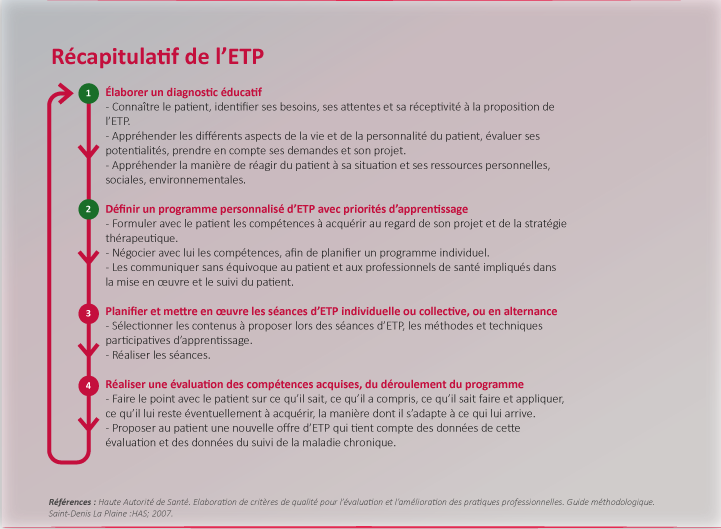 Récapitulatif de l’ETP
1
Élaborer un diagnostic éducatif
- Connaître le patient, identifier ses besoins, ses attentes et sa réceptivité à la proposition de
l’ETP.
- Appréhender les différents aspects de la vie et de la personnalité du patient, évaluer ses
potentialités, prendre en compte ses demandes et son projet.
- Appréhender la manière de réagir du patient à sa situation et ses ressources personnelles,
sociales, environnementales.
2
Définir un programme personnalisé d’ETP avec priorités d’apprentissage
- Formuler avec le patient les compétences à acquérir au regard de son projet et de la stratégie
thérapeutique.
- Négocier avec lui les compétences, afin de planifier un programme individuel.
- Les communiquer sans équivoque au patient et aux professionnels de santé impliqués dans
la mise en œuvre et le suivi du patient.
3
Planifier et mettre en œuvre les séances d’ETP individuelle ou collective, ou en alternance
- Sélectionner les contenus à proposer lors des séances d’ETP, les méthodes et techniques
participatives d’apprentissage.
- Réaliser les séances.
4
Réaliser une évaluation des compétences acquises, du déroulement du programme
- Faire le point avec le patient sur ce qu’il sait, ce qu’il a compris, ce qu’il sait faire et appliquer,
ce qu’il lui reste éventuellement à acquérir, la manière dont il s’adapte à ce qui lui arrive.
- Proposer au patient une nouvelle offre d’ETP qui tient compte des données de cette
évaluation et des données du suivi de la maladie chronique.
Références : Haute Autorité de Santé. Elaboration de critères de qualité pour l’évaluation et l’amélioration des pratiques professionnelles. Guide méthodologique.
Saint-Denis La Plaine :HAS; 2007.